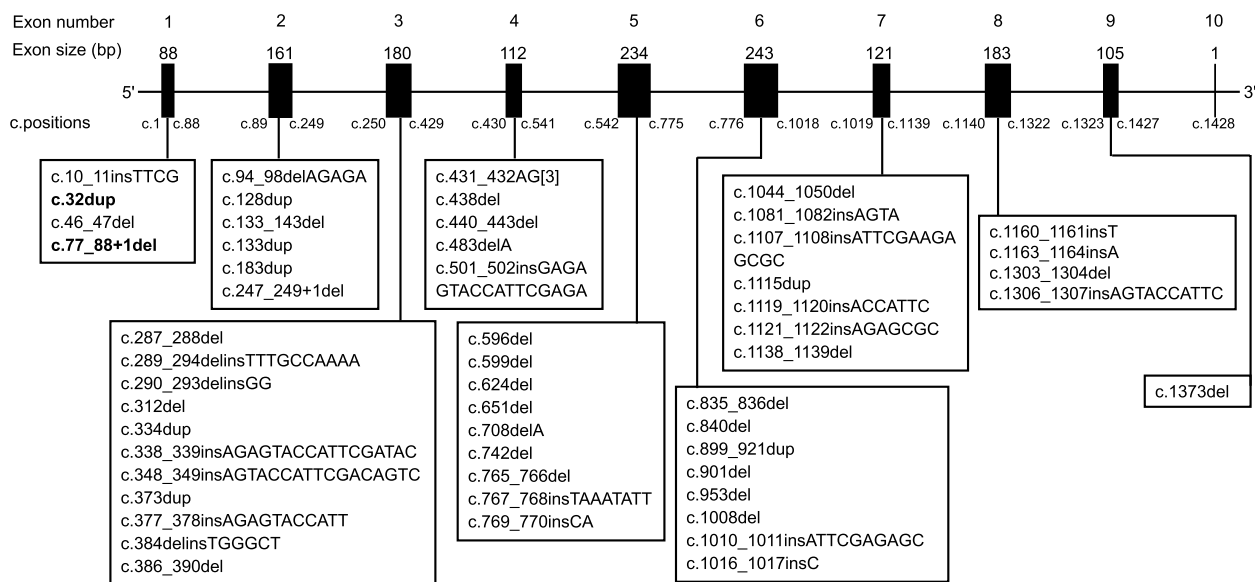 Exon number 1 2 3 4 5 6 7 8 9 10
Exon size (bp) 88 161 180 112 234 243 121 183 105 1
5' 3'
c.positions c.1 c.88 c.89 c.249 c.250 c.429 c.430 c.541 c.542 c.775 c.776 c.1018 c.1019 c.1139 c.1140 c.1322 c.1323 c.1427 c.1428
c.10_11insTTCG
c.32dup
c.46_47del
c.77_88+1del
c.94_98delAGAGA
c.128dup
c.133_143del
c.133dup
c.183dup
c.247_249+1del
c.287_288del
c.289_294delinsTTTGCCAAAA
c.290_293delinsGG
c.312del
c.334dup
c.338_339insAGAGTACCATTCGATAC
c.348_349insAGTACCATTCGACAGTC
c.373dup
c.377_378insAGAGTACCATT
c.384delinsTGGGCT
c.386_390del
c.431_432AG[3]
c.438del
c.440_443del
c.483delA
c.501_502insGAGA
GTACCATTCGAGA
c.596del
c.599del
c.624del
c.651del
c.708delA
c.742del
c.765_766del
c.767_768insTAAATATT
c.769_770insCA
c.835_836del
c.840del
c.899_921dup
c.901del
c.953del
c.1008del
c.1010_1011insATTCGAGAGC
c.1016_1017insC
c.1044_1050del
c.1081_1082insAGTA
c.1107_1108insATTCGAAGA
GCGC
c.1115dup
c.1119_1120insACCATTC
c.1121_1122insAGAGCGC
c.1138_1139del
c.1160_1161insT
c.1163_1164insA
c.1303_1304del
c.1306_1307insAGTACCATTC
c.1373del